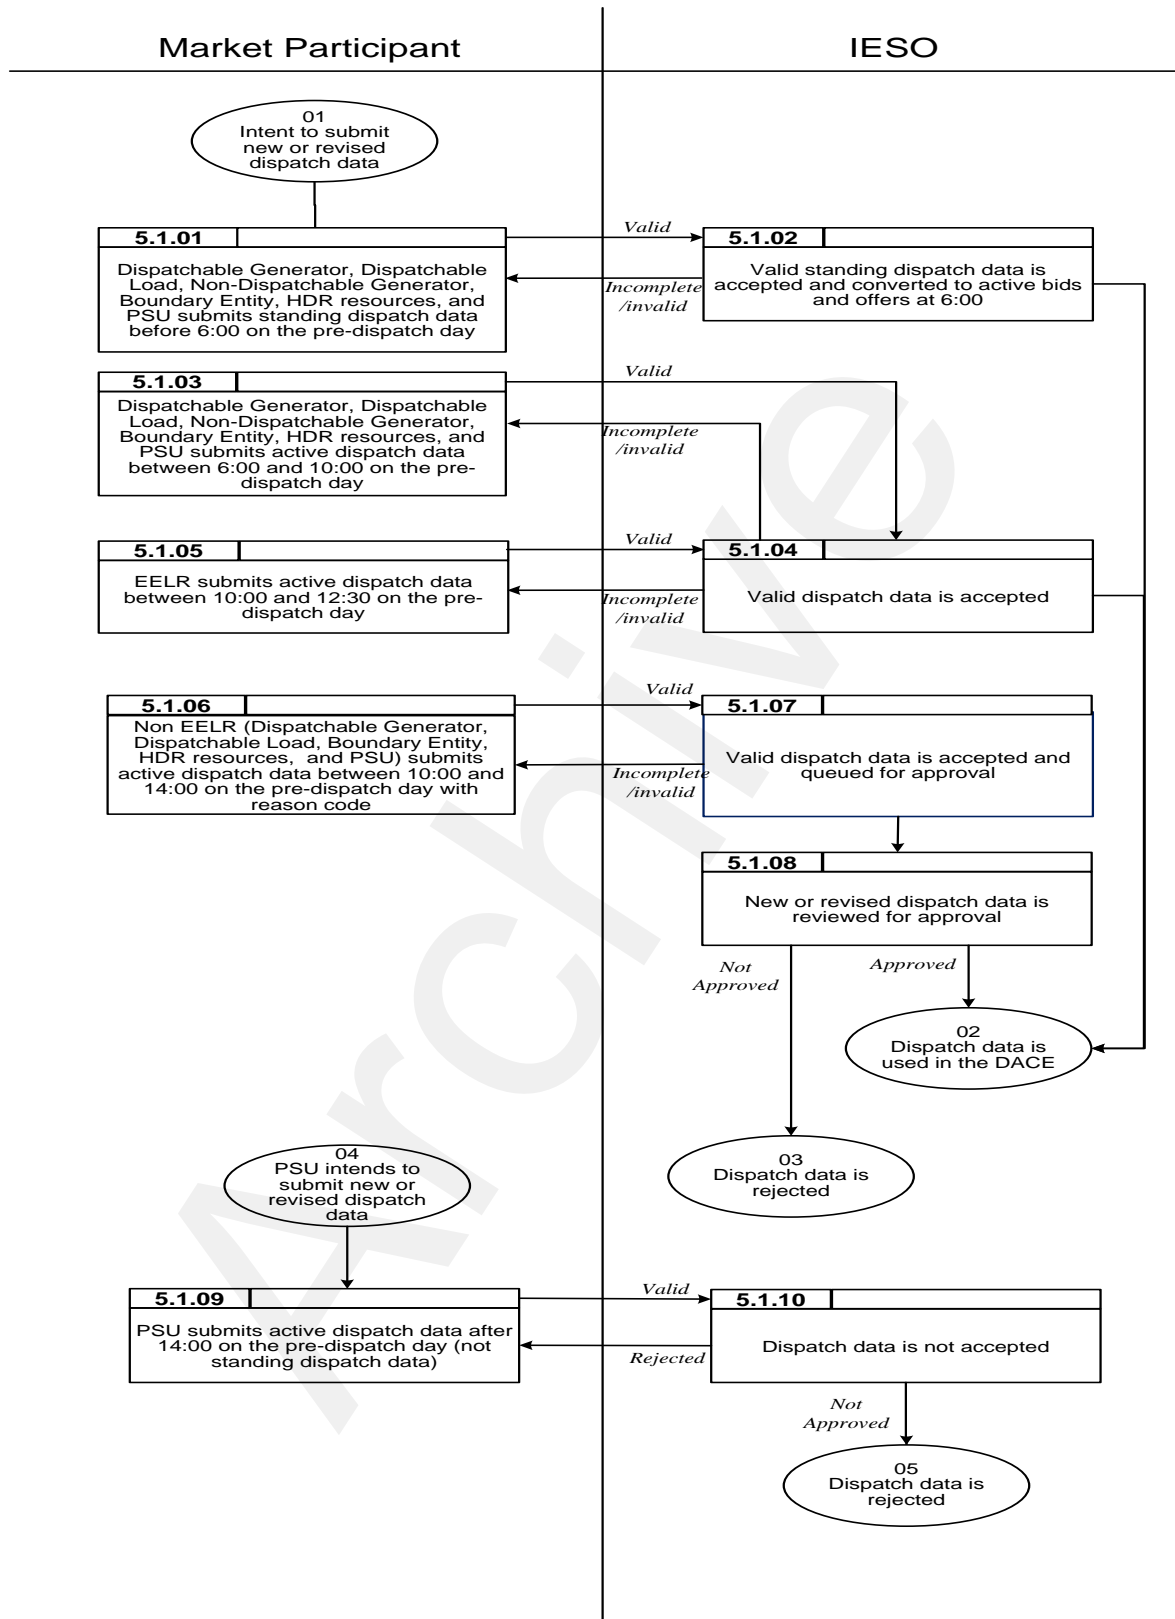 Market Participant
IESO
01
Intent to submit
new or revised
dispatch data
5.1.01
Dispatchable Generator, Dispatchable
Load, Non-Dispatchable Generator,
Boundary Entity, HDR resources, and
PSU submits standing dispatch data
before 6:00 on the pre-dispatch day
Valid
Incomplete
/invalid
5.1.02
Valid standing dispatch data is
accepted and converted to active bids
and offers at 6:00
5.1.03
Dispatchable Generator, Dispatchable
Load, Non-Dispatchable Generator,
Boundary Entity, HDR resources, and
PSU submits active dispatch data
between 6:00 and 10:00 on the pre-
dispatch day
Valid
Incomplete
/invalid
5.1.05
EELR submits active dispatch data
between 10:00 and 12:30 on the pre-
dispatch day
Valid
Incomplete
/invalid
5.1.04
Valid dispatch data is accepted
5.1.06
Non EELR (Dispatchable Generator,
Dispatchable Load, Boundary Entity,
HDR resources, and PSU) submits
active dispatch data between 10:00 and
14:00 on the pre-dispatch day with
reason code
Valid
Incomplete
/invalid
5.1.07
Valid dispatch data is accepted and
queued for approval
5.1.08
New or revised dispatch data is
reviewed for approval
Not
Approved
Approved
02
Dispatch data is
used in the DACE
03
Dispatch data is
rejected
04
PSU intends to
submit new or
revised dispatch
data
5.1.09
PSU submits active dispatch data after
14:00 on the pre-dispatch day (not
standing dispatch data)
Valid
Rejected
5.1.10
Dispatch data is not accepted
Not
Approved
05
Dispatch data is
rejected
Archive